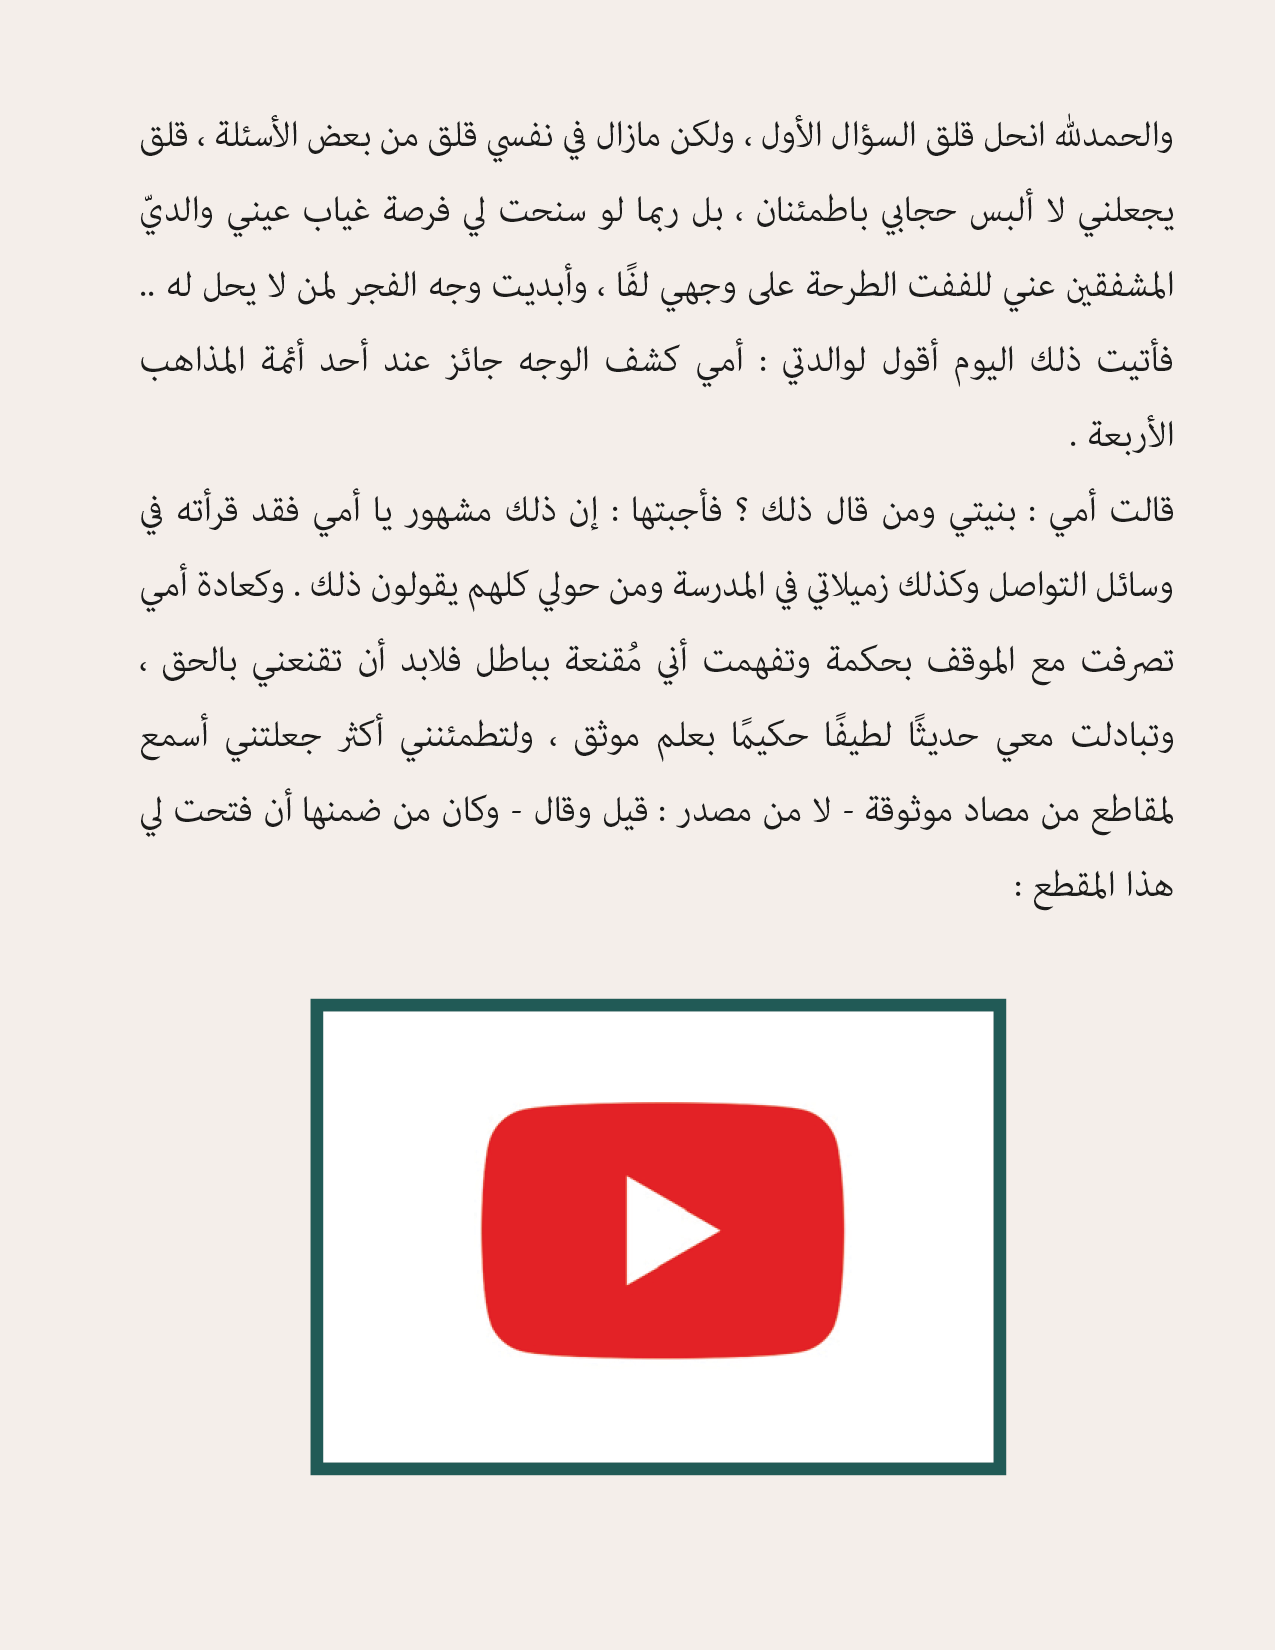 والحمدلله انحل قلق السؤال الأول ، ولكن مازال في نفسي قلق من بعض الأسئلة ، قلق
يجعلني لا ألبس حجابي باطمئنان ، بل ربما لو سنحت لي فرصة غياب عيني والديّ
المشفقين عني للففت الطرحة على وجهي لفًا ، وأبديت وجه الفجر لمن لا يحل له ..
فأتيت ذلك اليوم أقول لوالدتي : أمي كشف الوجه جائز عند أحد أئمة المذاهب
الأربعة .
قالت أمي : بنيتي ومن قال ذلك ؟ فأجبتها : إن ذلك مشهور يا أمي فقد قرأته في
وسائل التواصل وكذلك زميلاتي في المدرسة ومن حولي كلهم يقولون ذلك . وكعادة أمي
تصرفت مع الموقف بحكمة وتفهمت أني مُقنعة بباطل فلابد أن تقنعني بالحق ،
وتبادلت معي حديثًا لطيفًا حكيمًا بعلم موثق ، ولتطمئنني أكثر جعلتني أسمع
لمقاطع من مصاد موثوقة - لا من مصدر : قيل وقال - وكان من ضمنها أن فتحت لي
هذا المقطع :